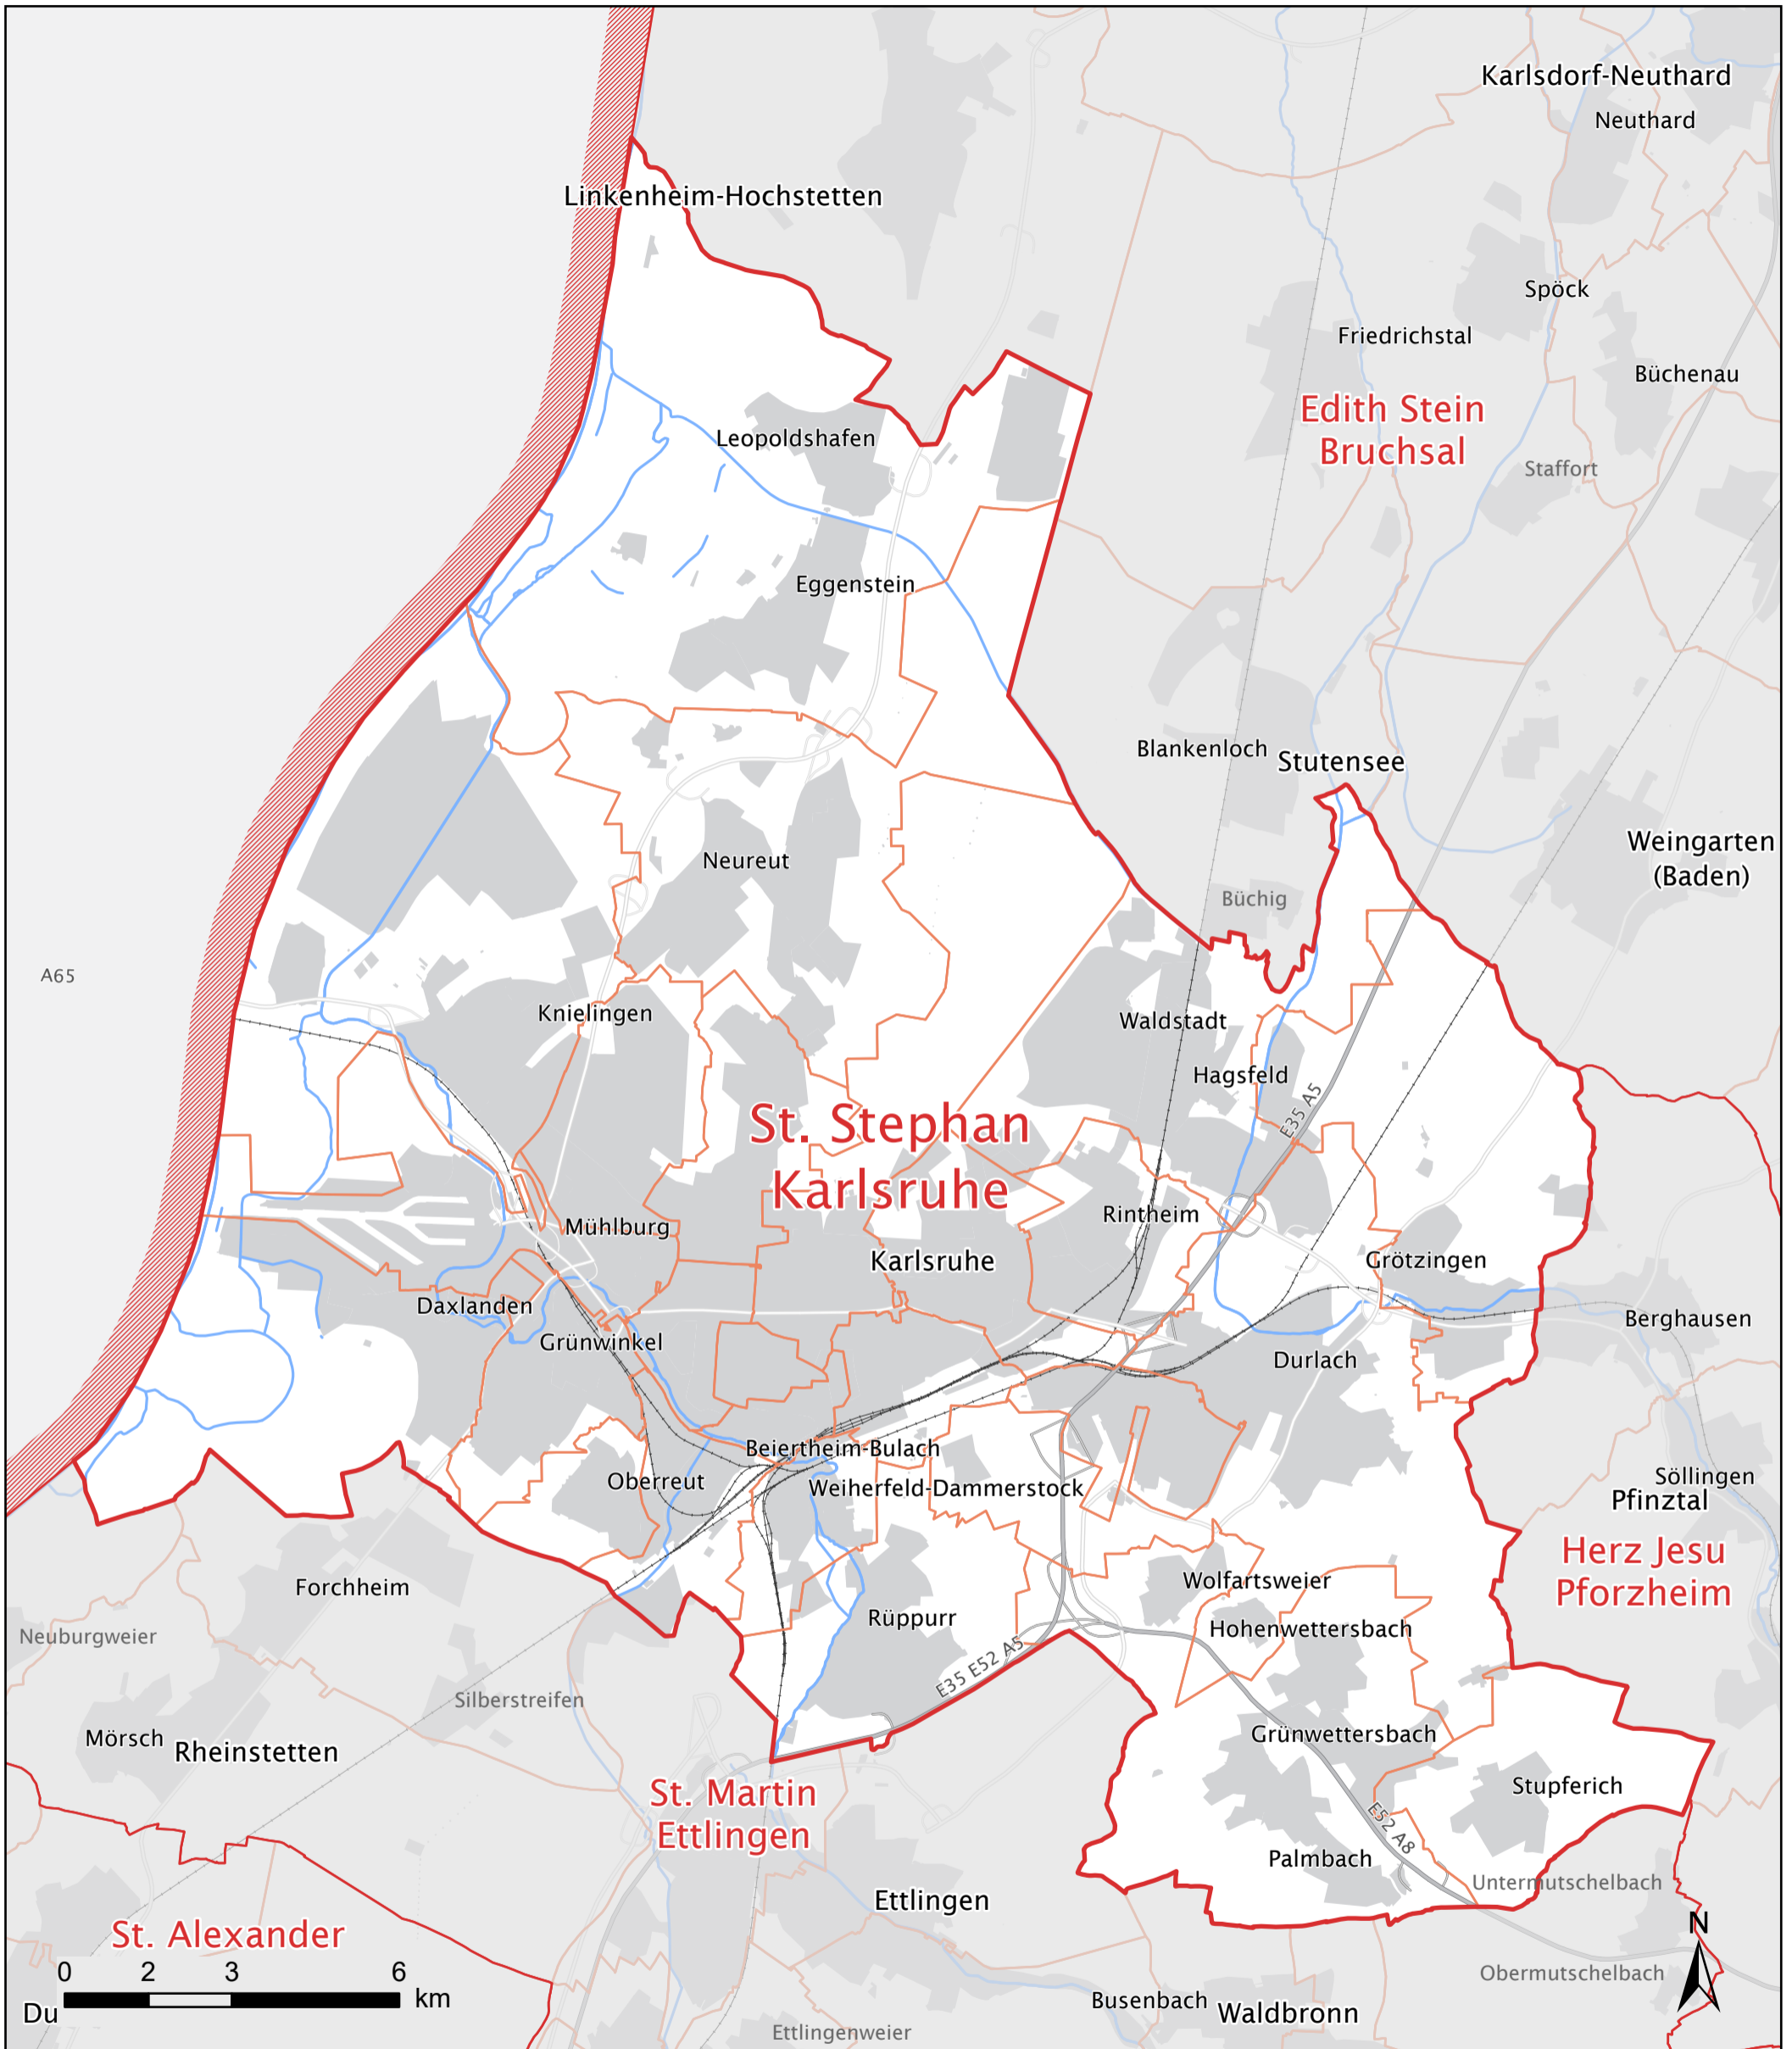 Karlsdorf-Neuthard
Neuthard
Linkenheim-Hochstetten
Spöck
Friedrichstal
Büchenau
Edith Stein
Bruchsal
Leopoldshafen
Staffort
Eggenstein
Blankenloch
Stutensee
Weingarten
(Baden)
Neureut
Büchig
A65
Knielingen
Waldstadt
Hagsfeld
E35 A5
St. Stephan
Karlsruhe
Rintheim
Mühlburg
Karlsruhe
Grötzingen
Daxlanden
Berghausen
Grünwinkel
Durlach
Beiertheim-Bulach
Oberreut
Weiherfeld-Dammerstock
Söllingen
Pfinztal
Herz Jesu
Pforzheim
Forchheim
Wolfartsweier
Rüppurr
Hohenwettersbach
Neuburgweier
E35 E52 A5
Silberstreifen
Mörsch
Rheinstetten
Grünwettersbach
St. Martin
Ettlingen
Stupferich
E52 A8
Palmbach
Untermutschelbach
Ettlingen
St. Alexander
N
0 2 3 6
km
Obermutschelbach
Du
Busenbach
Waldbronn
Ettlingenweier